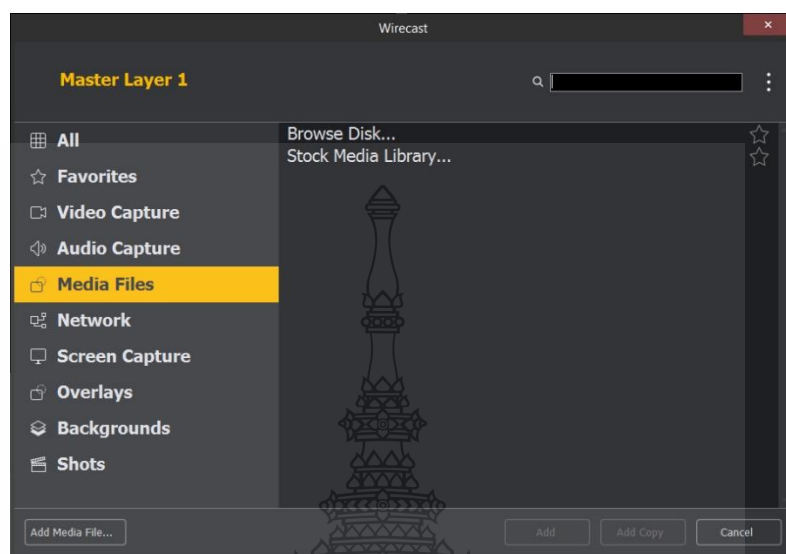 Wirecast
Master Layer 1
All
Favorites
Video Capture
Audio Capture
Media Files
Network
Screen Capture
Overlays
Backgrounds
Shots
Browse Disk...
Stock Media Library...
Add Media File...
Add
Add Copy
Cancel